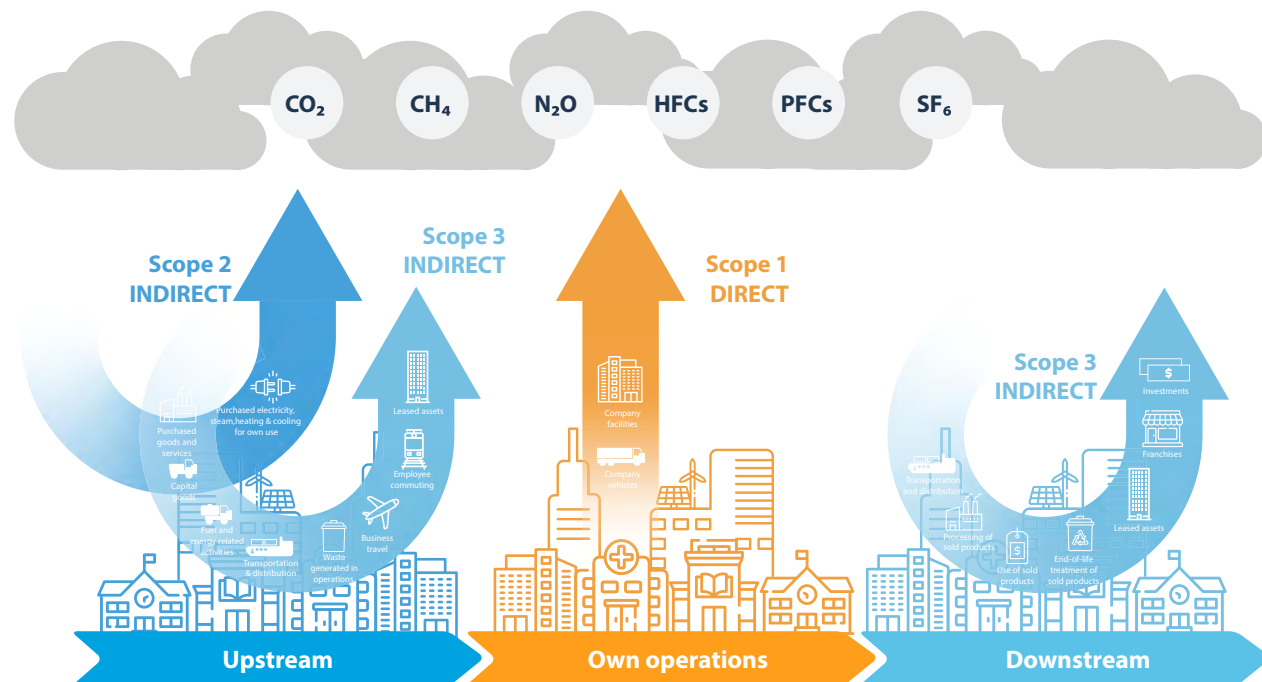 CO₂
CH₄
N₂O
HFCs
PFCs
SF₆
Scope 2
INDIRECT
Scope 3
INDIRECT
Scope 1
DIRECT
Scope 3
INDIRECT
Purchased electricity,
steam,heating & cooling
for own use
Purchased
goods and
services
Capital
goods
Fuel and
energy related
activities
Transportation
& distribution
Waste
generated in
operations
Business
travel
Employee
commuting
Leased assets
Company
facilities
Company
vehicles
Transportation
and distribution
Processing of
sold products
Use of sold
products
End-of-life
treatment of
sold products
Leased assets
Franchises
Investments
Upstream
Own operations
Downstream